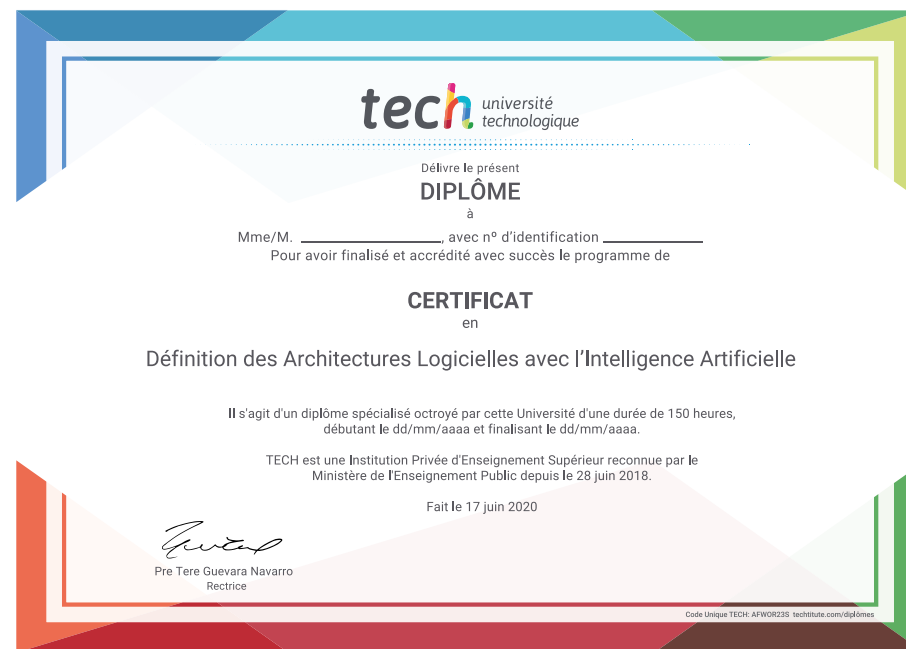 tech université
technologique
Délivre le présent
DIPLÔME
à
Mme/M. ____________________, avec nº d'identification ______________
Pour avoir finalisé et accrédité avec succès le programme de
CERTIFICAT
en
Définition des Architectures Logicielles avec l'Intelligence Artificielle
Il s'agit d'un diplôme spécialisé octroyé par cette Université d'une durée de 150 heures,
débutant le dd/mm/aaaa et finalisant le dd/mm/aaaa.
TECH est une Institution Privée d'Enseignement Supérieur reconnue par le
Ministère de l'Enseignement Public depuis le 28 juin 2018.
Fait le 17 juin 2020
Pre Tere Guevara Navarro
Rectrice
Code Unique TECH: AFWOR23S techtitute.com/diplômes